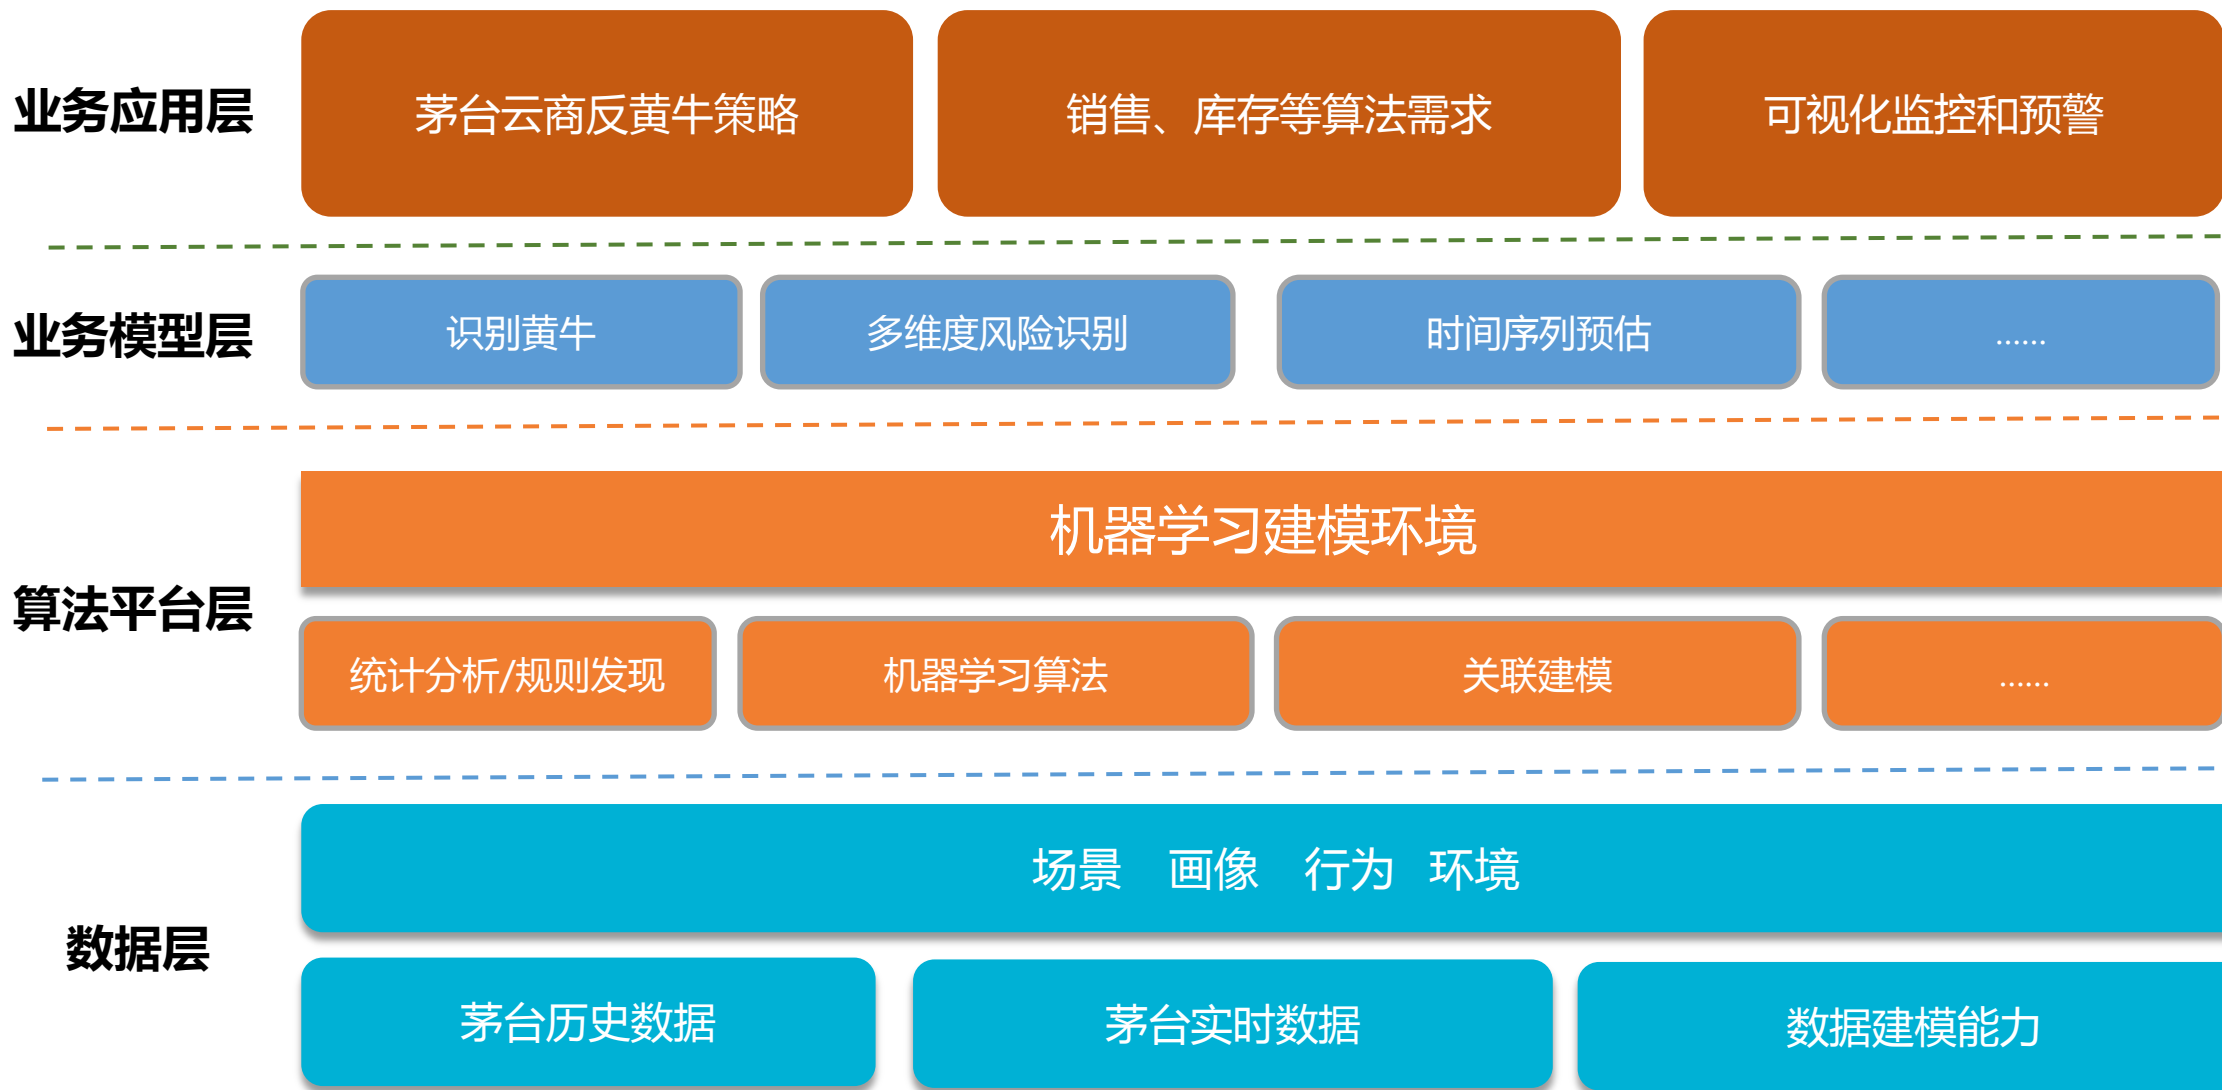 业务应用层
茅台云商反黄牛策略
销售、库存等算法需求
可视化监控和预警
业务模型层
识别黄牛
多维度风险识别
时间序列预估
……
算法平台层
机器学习建模环境
统计分析/规则发现
机器学习算法
关联建模
……
数据层
场景 画像 行为 环境
茅台历史数据
茅台实时数据
数据建模能力